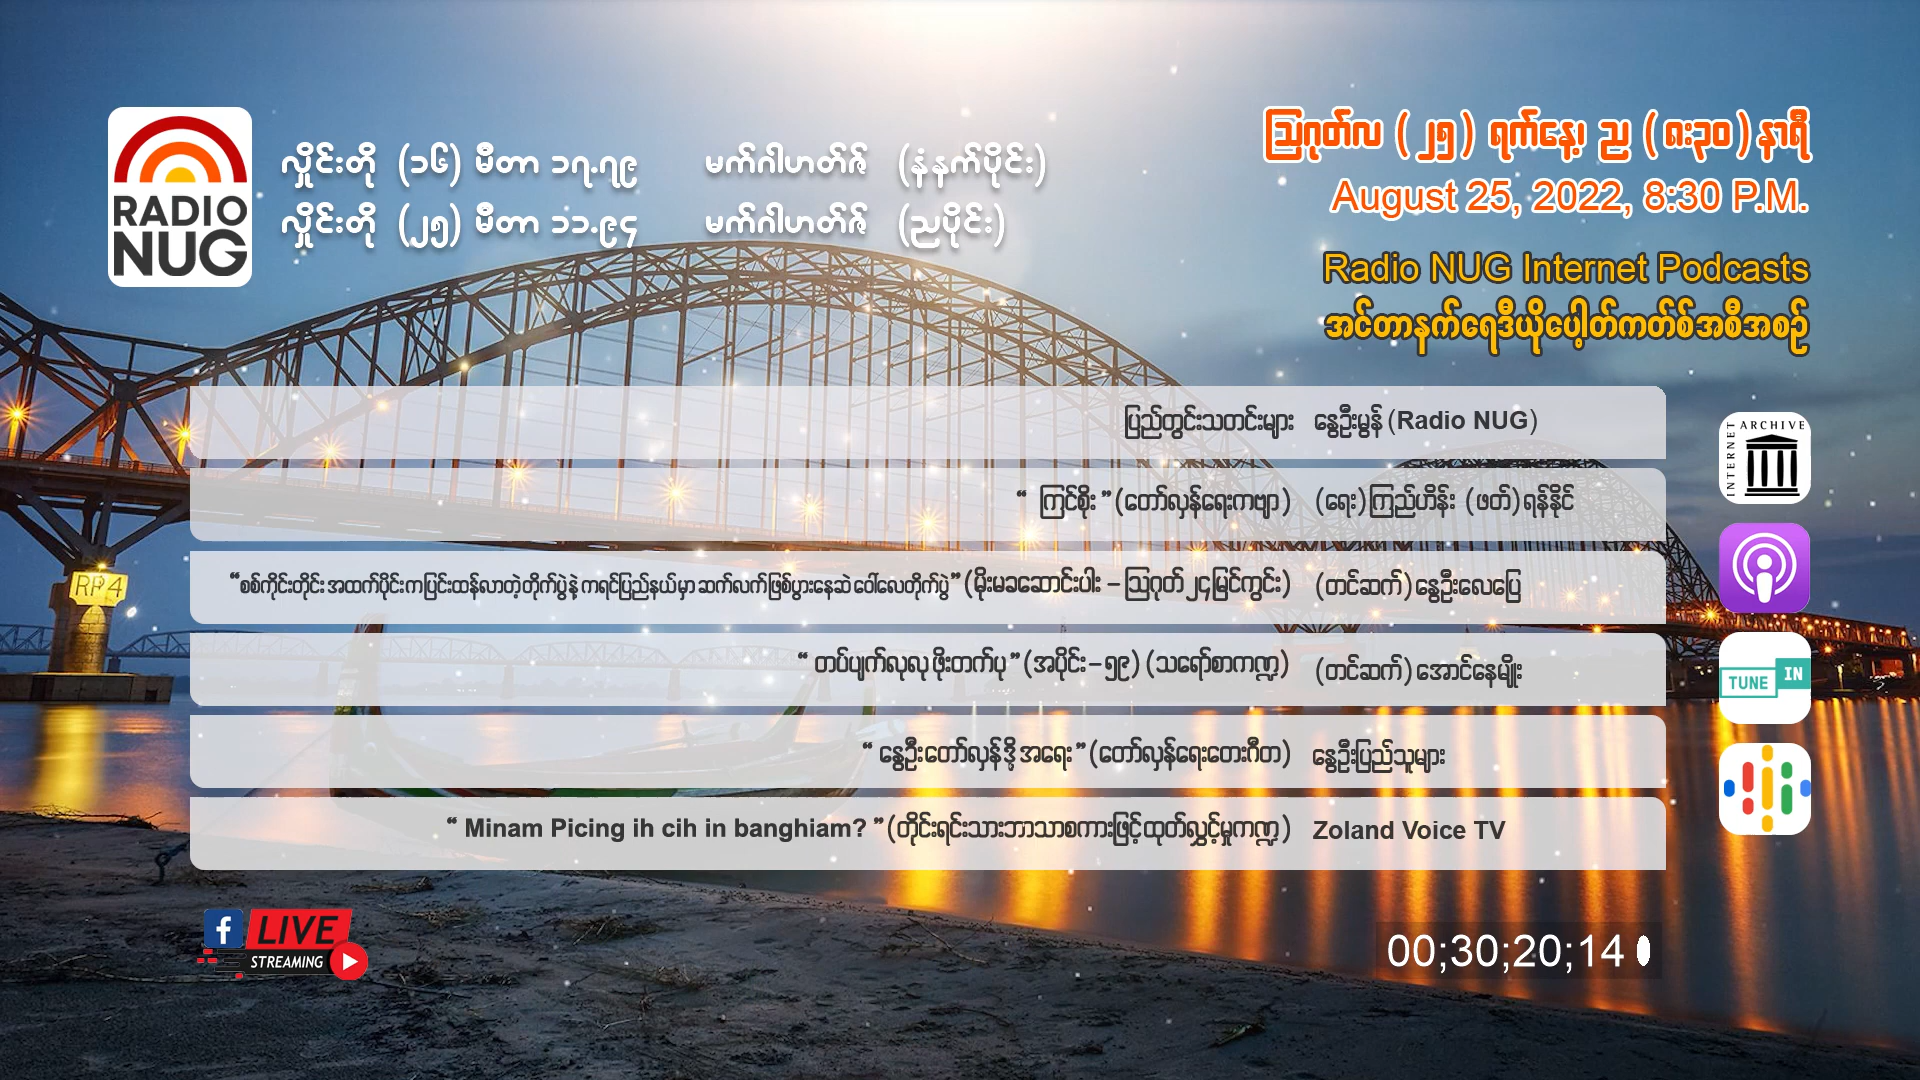 RADIO
NUG
လှိုင်းတို (၁၆) မီတာ ၁၇.၇၉ မက်ဂါဟတ်ဇ် (နံနက်ပိုင်း)
လှိုင်းတို (၂၅) မီတာ ၁၁.၉၄ မက်ဂါဟတ်ဇ် (ညပိုင်း)
ဩဂုတ်လ (၂၅) ရက်နေ့၊ ည (၈း၃၀) နာရီ
August 25, 2022, 8:30 P.M.
Radio NUG Internet Podcasts
အင်တာနက်ရေဒီယိုပေါ့တ်ကတ်စ်အစီအစဉ်
ပြည်တွင်းသတင်းများ နွေဦးမွန် (Radio NUG)
“ ကြင်စိုး ” (တော်လှန်ရေးကဗျာ) (ရေး) ကြည်ဟိန်း (ဖတ်) ရန်နိုင်
“စစ်ကိုင်းတိုင်း အထက်ပိုင်းက ပြင်းထန်လာတဲ့ တိုက်ပွဲနဲ့ ကရင်ပြည်နယ်မှာ ဆက်လက်ဖြစ်ပွားနေဆဲ ပေါ်လေတိုက်ပွဲ” (မိုးမခဆောင်းပါး – ဩဂုတ် ၂၄ မြင်ကွင်း) (တင်ဆက်) နွေဦးလေပြေ
“ တပ်ပျက်လုလု ဖိုးတက်ပု ” (အပိုင်း – ၅၉) (သရော်စာကဏ္ဍ) (တင်ဆက်) အောင်နေမျိုး
“ နွေဦးတော်လှန် ဒို့အရေး ” (တော်လှန်ရေးတေးဂီတ) နွေဦးပြည်သူများ
“ Minam Picing ih cih in banghiam? ” (တိုင်းရင်းသားဘာသာစကားဖြင့်ထုတ်လွှင့်မှုကဏ္ဍ) Zoland Voice TV
INTERNET ARCHIVE
TUNE IN
RP4
f LIVE
STREAMING
00;30;20;14